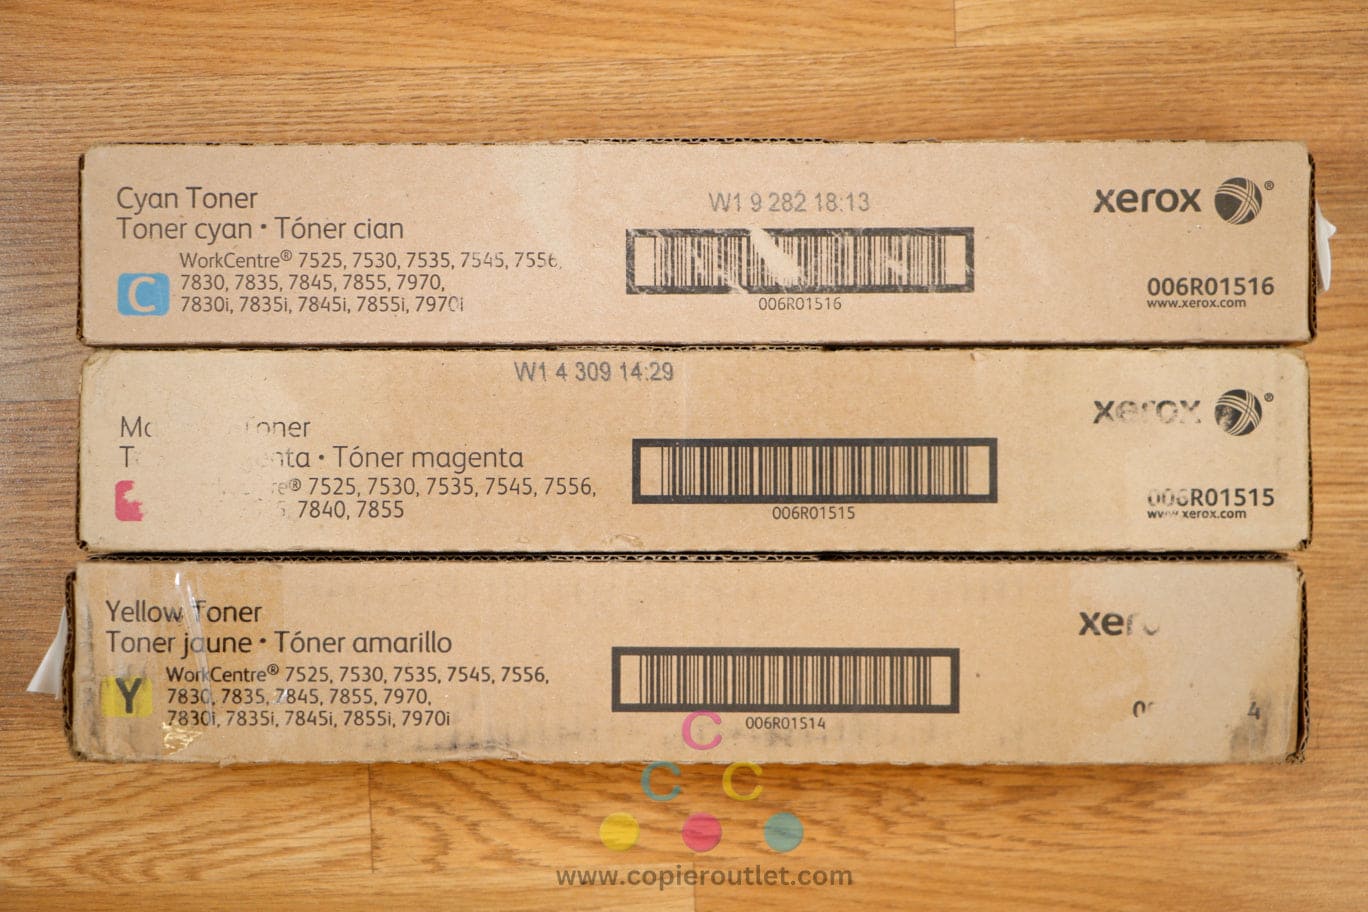 Cyan Toner
Toner cyan • Tóner cian
WorkCentre® 7525, 7530, 7535, 7545, 7556,
7830, 7835, 7845, 7855, 7970,
7830i, 7835i, 7845i, 7855i, 7970i
C
W1 9 282 18:13
006R01516
xerox ®
006R01516
www.xerox.com
W1 4 309 14:29
Toner
• Tóner magenta
® 7525, 7530, 7535, 7545, 7556,
7840, 7855
006R01515
xerox ®
006R01515
www.xerox.com
Yellow Toner
Toner jaune • Tóner amarillo
WorkCentre® 7525, 7530, 7535, 7545, 7556,
7830, 7835, 7845, 7855, 7970,
7830i, 7835i, 7845i, 7855i, 7970i
Y
006R01514
C
C C
www.copieroutlet.com